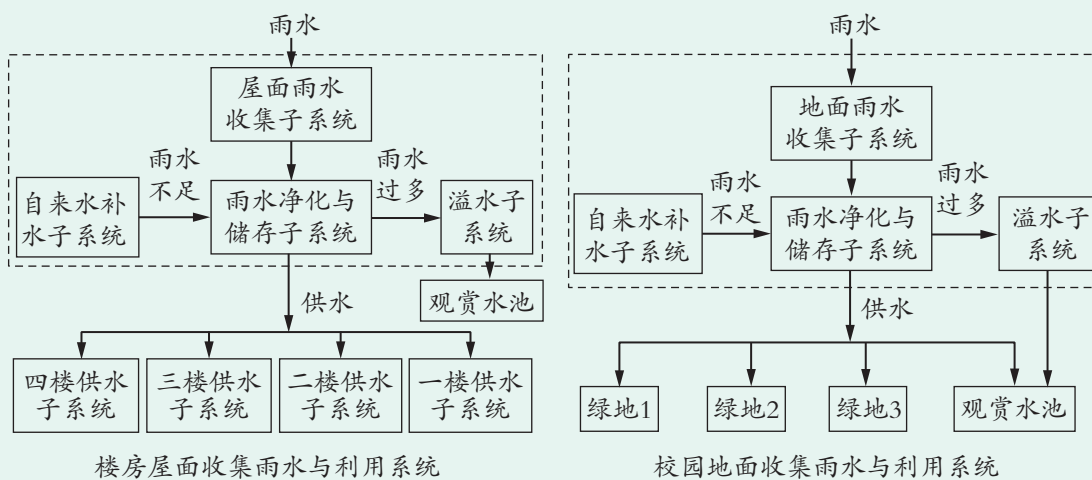 雨水
屋面雨水
收集子系统
雨水
不足
雨水
过多
自来水补
水子系统
雨水净化与
储存子系统
溢水子
系统
观赏水池
供水
四楼供水
子系统
三楼供水
子系统
二楼供水
子系统
一楼供水
子系统
楼房屋面收集雨水与利用系统
雨水
地面雨水
收集子系统
雨水
不足
雨水
过多
自来水补
水子系统
雨水净化与
储存子系统
溢水子
系统
供水
绿地1
绿地2
绿地3
观赏水池
校园地面收集雨水与利用系统